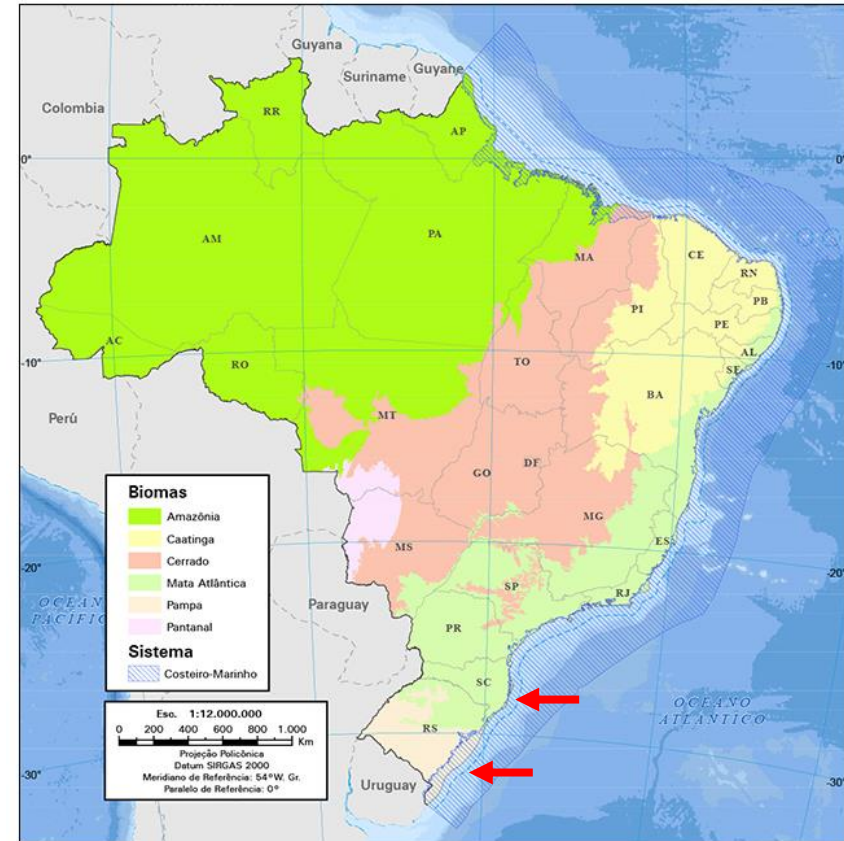 Guyana
Suriname
Guyane
Colombia
RR
AP
0°
0°
AM
PA
MA
CE
RN
PB
PI
PE
AC
AL
SE
-10°
-10°
RO
TO
BA
Perú
MT
DF
GO
Biomas
Amazônia
Caatinga
Cerrado
Mata Atlântica
Pampa
Pantanal
Sistema
Costeiro-Marinho
MG
ES
MS
-20°
-20°
SP
RJ
OCEANO
PACÍFICO
Paraguay
PR
SC
OCEANO
ATLÂNTICO
Esc. 1:12.000.000
0 200 400 600 800 1.000
Km
Projeção Policônica
Datum SIRGAS 2000
Meridiano de Referência: 54°W. Gr.
Paralelo de Referência: 0°
RS
-30°
-30°
Uruguay